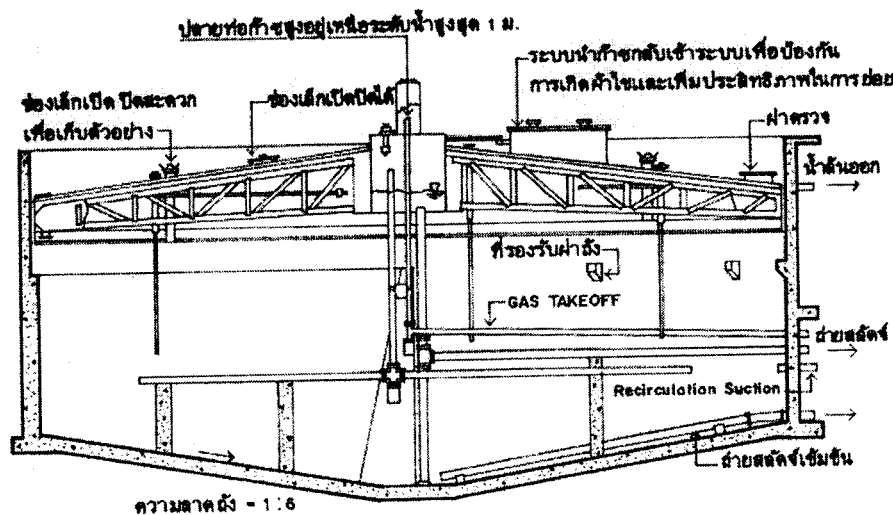 ปลายท่อก๊าซสูงอยู่เหนือระดับน้ำสูงสุด 1 ม.
ระบบนำก๊าซกลับเข้าระบบเพื่อป้องกัน
การเกิดฝ้าไขและเพิ่มประสิทธิภาพในการย่อย
ช่องเล็กเปิด ปิดสะดวก
เพื่อเก็บตัวอย่าง
ช่องเล็กเปิดปิดได้
ฝาตรวจ
น้ำล้นออก
ที่รองรับฝาถัง
GAS TAKEOFF
ถ่ายสลัดจ์
Recirculation Suction
ถ่ายสลัดจ์เข้มข้น
ความลาดถัง = 1:6